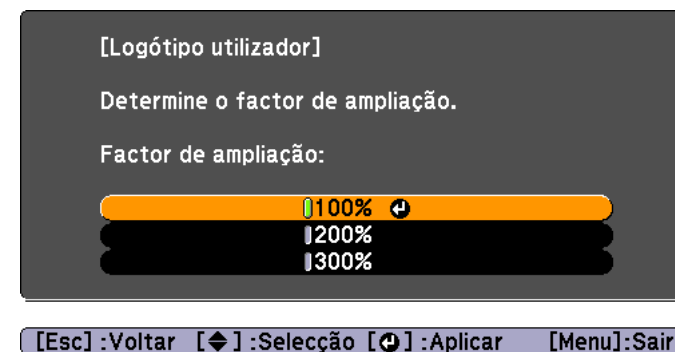 [Logótipo utilizador]
Determine o factor de ampliação.
Factor de ampliação:
100%
200%
300%
[Esc] :Voltar [◆] :Selecção [↵] :Aplicar [Menu]:Sair